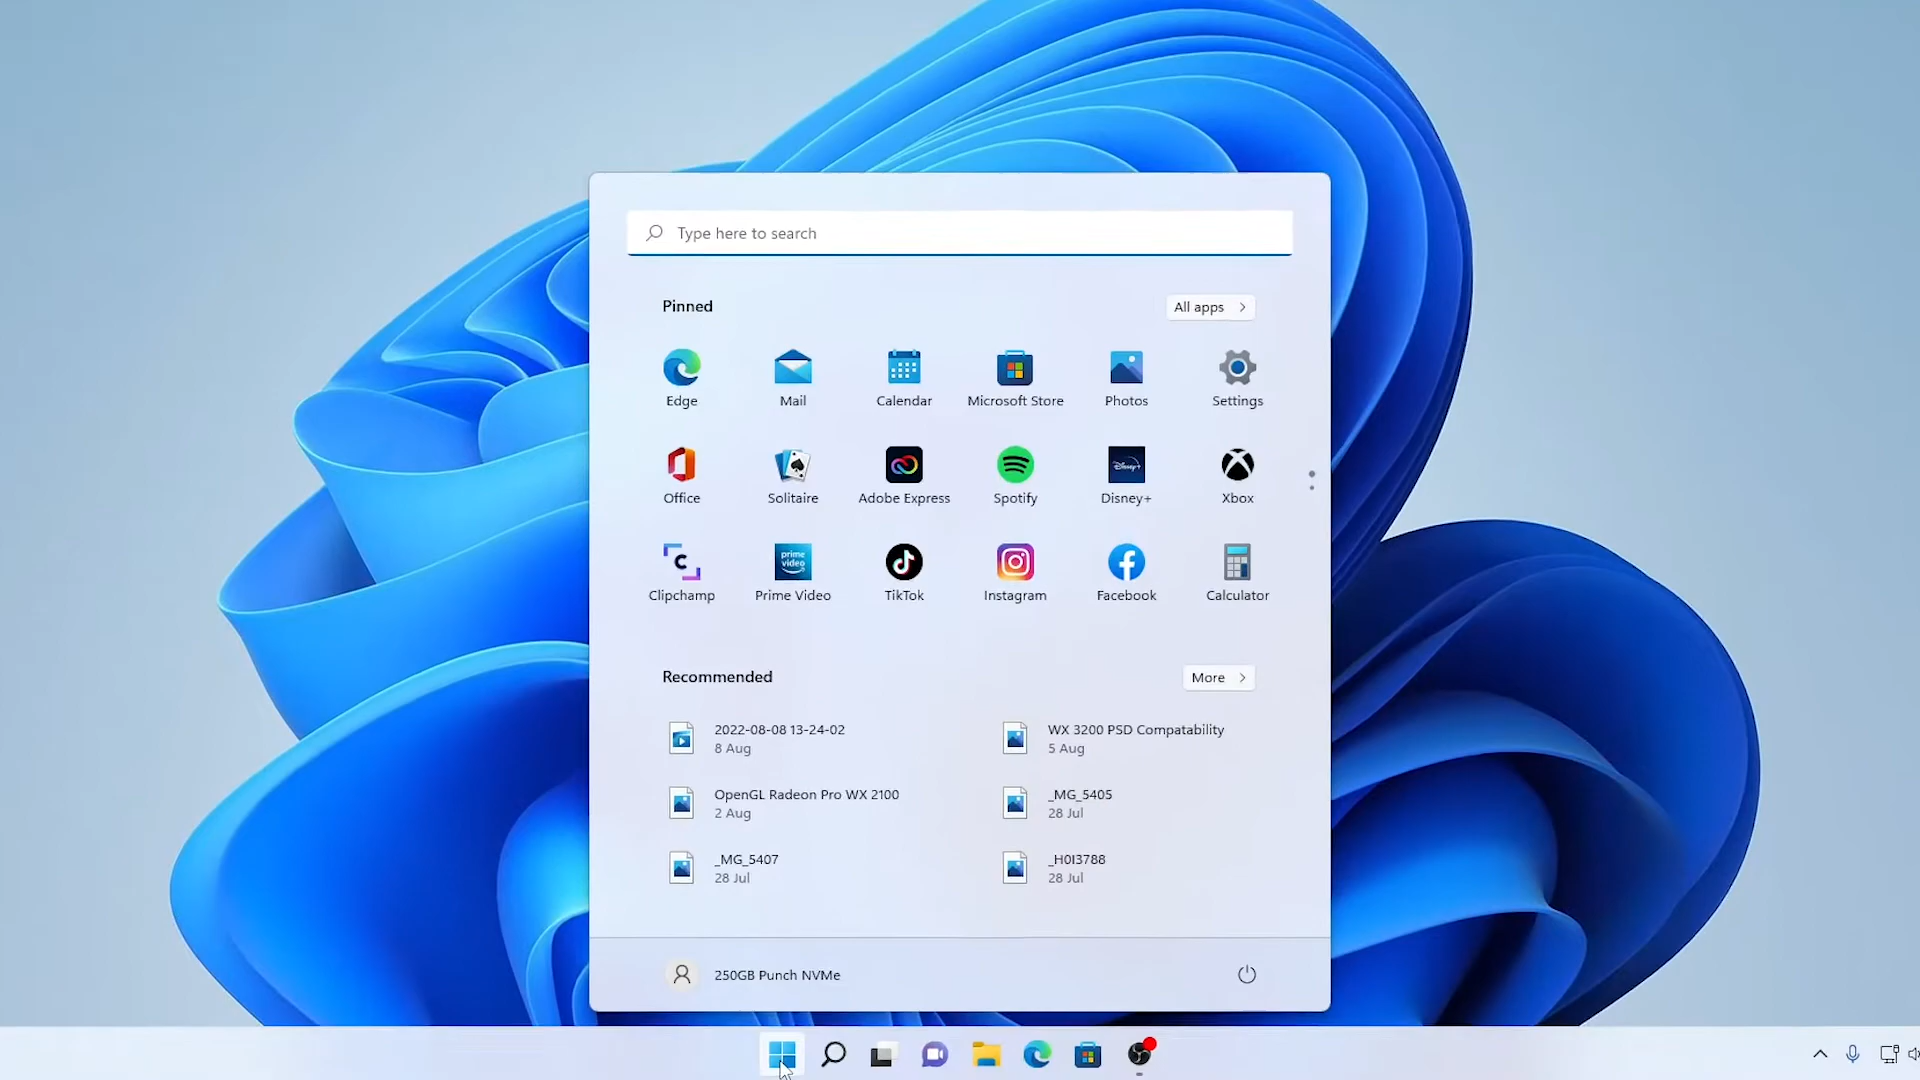 Type here to search
Pinned
All apps
Edge
Mail
Calendar
Microsoft Store
Photos
Settings
Office
Solitaire
Adobe Express
Spotify
Disney+
Disney+
Xbox
C
Clipchamp
prime video
Prime Video
TikTok
Instagram
Facebook
Calculator
Recommended
More
2022-08-08 13-24-02
8 Aug
WX 3200 PSD Compatability
5 Aug
OpenGL Radeon Pro WX 2100
2 Aug
_MG_5405
28 Jul
_MG_5407
28 Jul
_H0I3788
28 Jul
250GB Punch NVMe